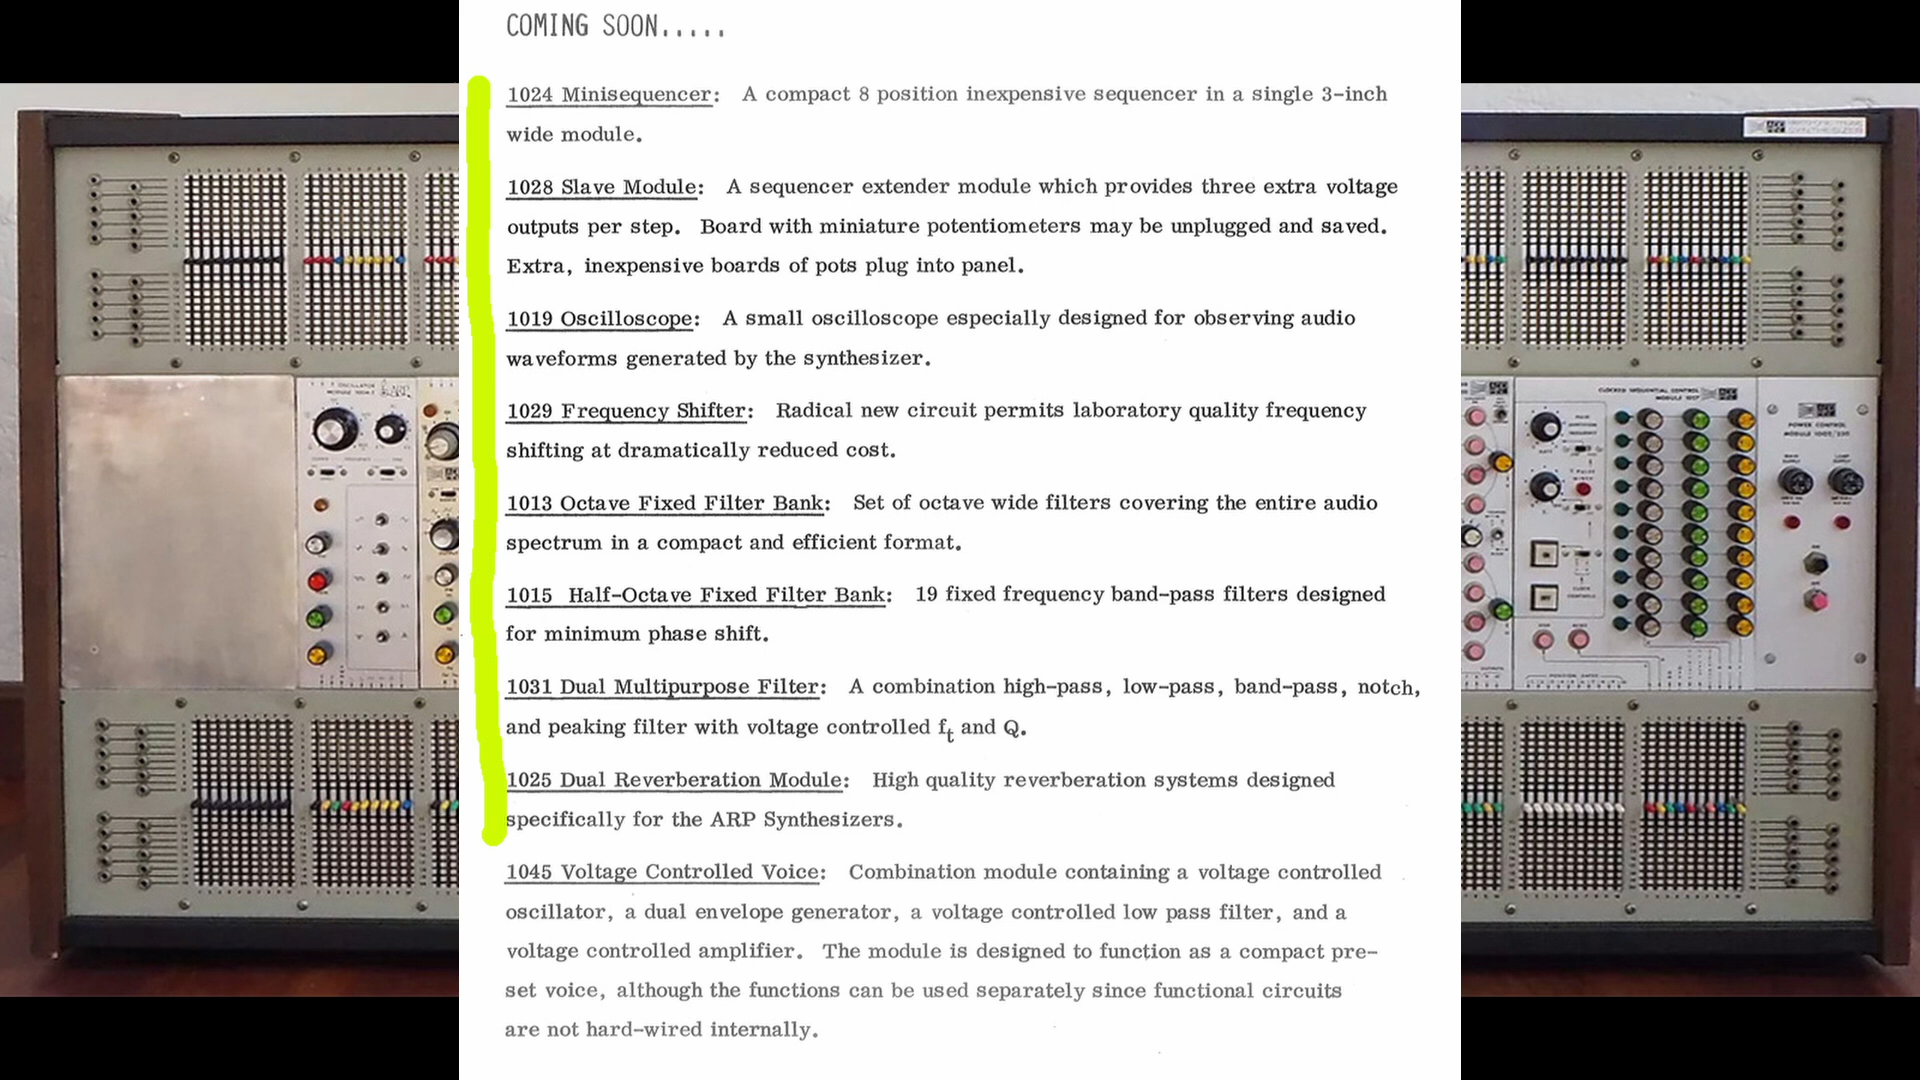 COMING SOON.....
1024 Minisequencer: A compact 8 position inexpensive sequencer in a single 3-inch
wide module.
1028 Slave Module: A sequencer extender module which provides three extra voltage
outputs per step. Board with miniature potentiometers may be unplugged and saved.
Extra, inexpensive boards of pots plug into panel.
1019 Oscilloscope: A small oscilloscope especially designed for observing audio
waveforms generated by the synthesizer.
1029 Frequency Shifter: Radical new circuit permits laboratory quality frequency
shifting at dramatically reduced cost.
1013 Octave Fixed Filter Bank: Set of octave wide filters covering the entire audio
spectrum in a compact and efficient format.
1015 Half-Octave Fixed Filter Bank: 19 fixed frequency band-pass filters designed
for minimum phase shift.
1031 Dual Multipurpose Filter: A combination high-pass, low-pass, band-pass, notch,
and peaking filter with voltage controlled ft and Q.
1025 Dual Reverberation Module: High quality reverberation systems designed
specifically for the ARP Synthesizers.
1045 Voltage Controlled Voice: Combination module containing a voltage controlled
oscillator, a dual envelope generator, a voltage controlled low pass filter, and a
voltage controlled amplifier. The module is designed to function as a compact pre-
set voice, although the functions can be used separately since functional circuits
are not hard-wired internally.
SYNTHESIZER
OSCILLATOR
CLOCKED SEQUENTIAL CONTROL
MODULE 1027
POWER CONTROL